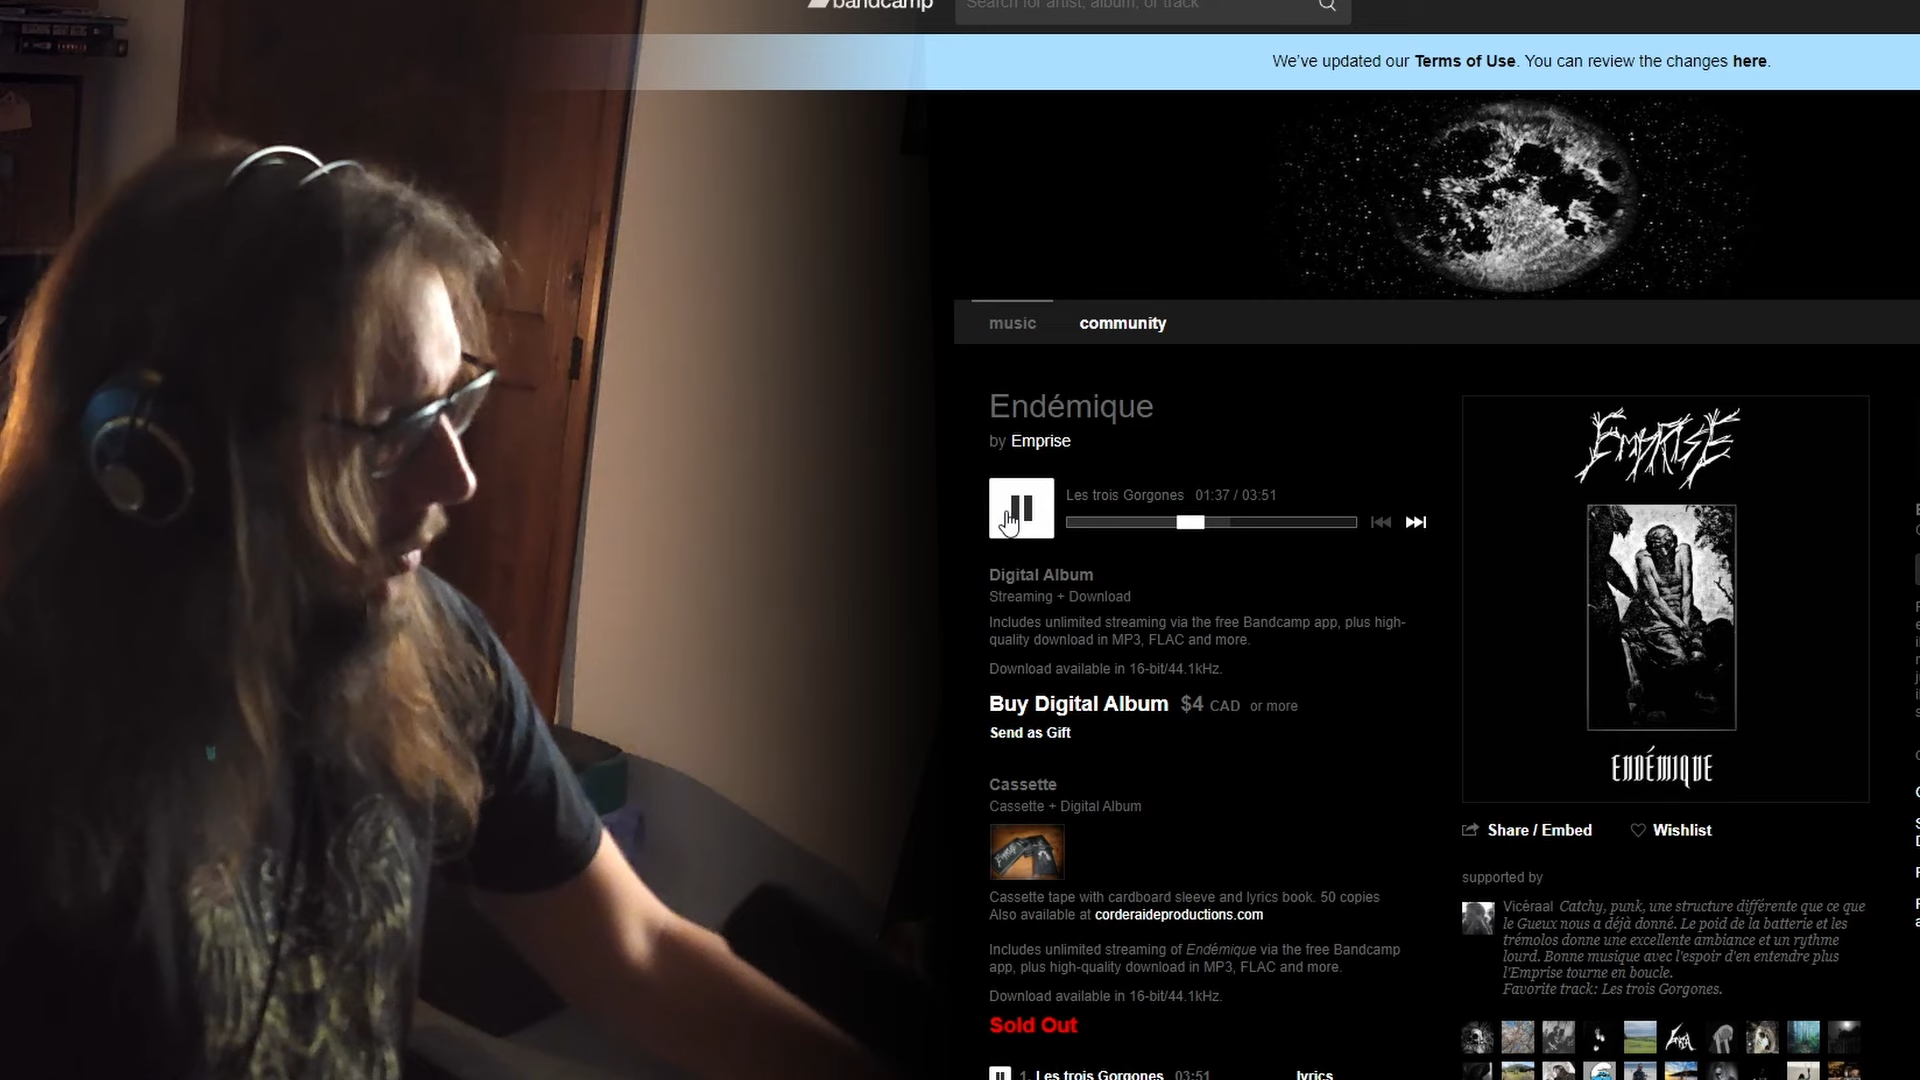 bandcamp
Search for artist, album, or track
We've updated our Terms of Use. You can review the changes here.
music
community
Endémique
by Emprise
Les trois Gorgones 01:37 / 03:51
Digital Album
Streaming + Download
Includes unlimited streaming via the free Bandcamp app, plus high-
quality download in MP3, FLAC and more.
Download available in 16-bit/44.1kHz.
Buy Digital Album $4 CAD or more
Send as Gift
Cassette
Cassette + Digital Album
Cassette tape with cardboard sleeve and lyrics book. 50 copies
Also available at corderaideproductions.com
Includes unlimited streaming of Endémique via the free Bandcamp
app, plus high-quality download in MP3, FLAC and more.
Download available in 16-bit/44.1kHz.
Sold Out
1. Les trois Gorgones 03:51 lyrics
EMPRISE
ENDÉMIQUE
Share / Embed
Wishlist
supported by
Vicéraal Catchy, punk, une structure différente que ce que
le Gueux nous a déjà donné. Le poid de la batterie et les
trémolos donne une excellente ambiance et un rythme
lourd. Bonne musique avec l'espoir d'en entendre plus
l'Emprise tourne en boucle.
Favorite track: Les trois Gorgones.